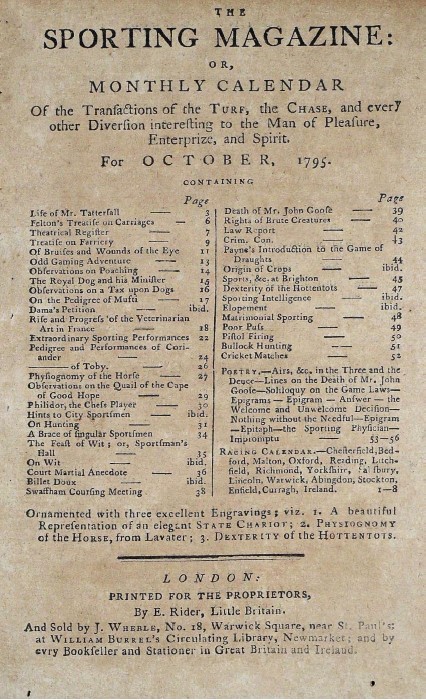 THE
SPORTING MAGAZINE:
OR,
MONTHLY CALENDAR
Of the Tranſactions of the TURF, the CHASE, and every
other Diverſion intereſting to the Man of Pleaſure,
Enterprize, and Spirit.
For OCTOBER, 1795.
CONTAINING
Page
Life of Mr. Tatterſall — 3
Felton's Treatiſe on Carriages — 6
Theatrical Regiſter — 7
Treatiſe on Farriery — 9
Of Bruiſes and Wounds of the Eye 11
Odd Gaming Adventure — 13
Obſervations on Poaching — 14
The Royal Dog and his Miniſter 15
Obſervations on a Tax upon Dogs 16
On the Pedigree of Mufti — 17
Dama's Petition — ibid.
Riſe and Progreſs of the Veterinary
Art in France — 18
Extraordinary Sporting Performances 22
Pedigree and Performances of Cori-
ander — 24
— of Toby. — 26
Phyſiognomy of the Horſe — 27
Obſervations on the Quail of the Cape
of Good Hope — 29
Philidor, the Cheſs Player — 30
Hints to City Sportſmen ibid.
On Hunting — 31
A Brace of ſingular Sportſmen 34
The Feaſt of Wit; or, Sportſman's
Hall — 35
On Wit — ibid.
Court Martial Anecdote — 36
Billet Doux — ibid.
Swaffham Courſing Meeting 38
Page
Death of Mr. John Gooſe — 39
Rights of Brute Creatures — 40
Law Report — 42
Crim. Con. — 43
Payne's Introduction to the Game of
Draughts — 44
Origin of Crops — ibid.
Sports, &c. at Brighton — 45
Dexterity of the Hottentots — 47
Sporting Intelligence — ibid.
Elopement — ibid.
Matrimonial Sporting — 48
Poor Puſs — 49
Piſtol Firing — 50
Bullock Hunting — 51
Cricket Matches — 52
POETRY.—Airs, &c. in the Three and the
Deuce—Lines on the Death of Mr. John
Gooſe—Soliloquy on the Game Laws—
Epigrams — Epigram — Anſwer — the
Welcome and Unwelcome Deciſion—
Nothing without the Needful—Epigram
—Epitaph—the Sporting Phyſician—
Impromptu 53—56
RACING CALENDAR.—Cheſterfield, Bed-
ford, Malton, Oxford, Reading, Litch-
field, Richmond, Yorkſhire, Saliſbury,
Lincoln, Warwick, Abingdon, Stockton,
Enfield, Curragh, Ireland. 1—8
Ornamented with three excellent Engravings; viz. 1. A beautiful
Repreſentation of an elegant STATE CHARIOT; 2. PHYSIOGNOMY
of the HORSE, from Lavater; 3. DEXTERITY of the HOTTENTOTS.
LONDON:
PRINTED FOR THE PROPRIETORS,
By E. Rider, Little Britain.
And Sold by J. WHEBLE, No. 18, Warwick Square, near St. Paul's;
at WILLIAM BURREL'S Circulating Library, Newmarket; and by
evry Bookſeller and Stationer in Great Britain and Ireland.